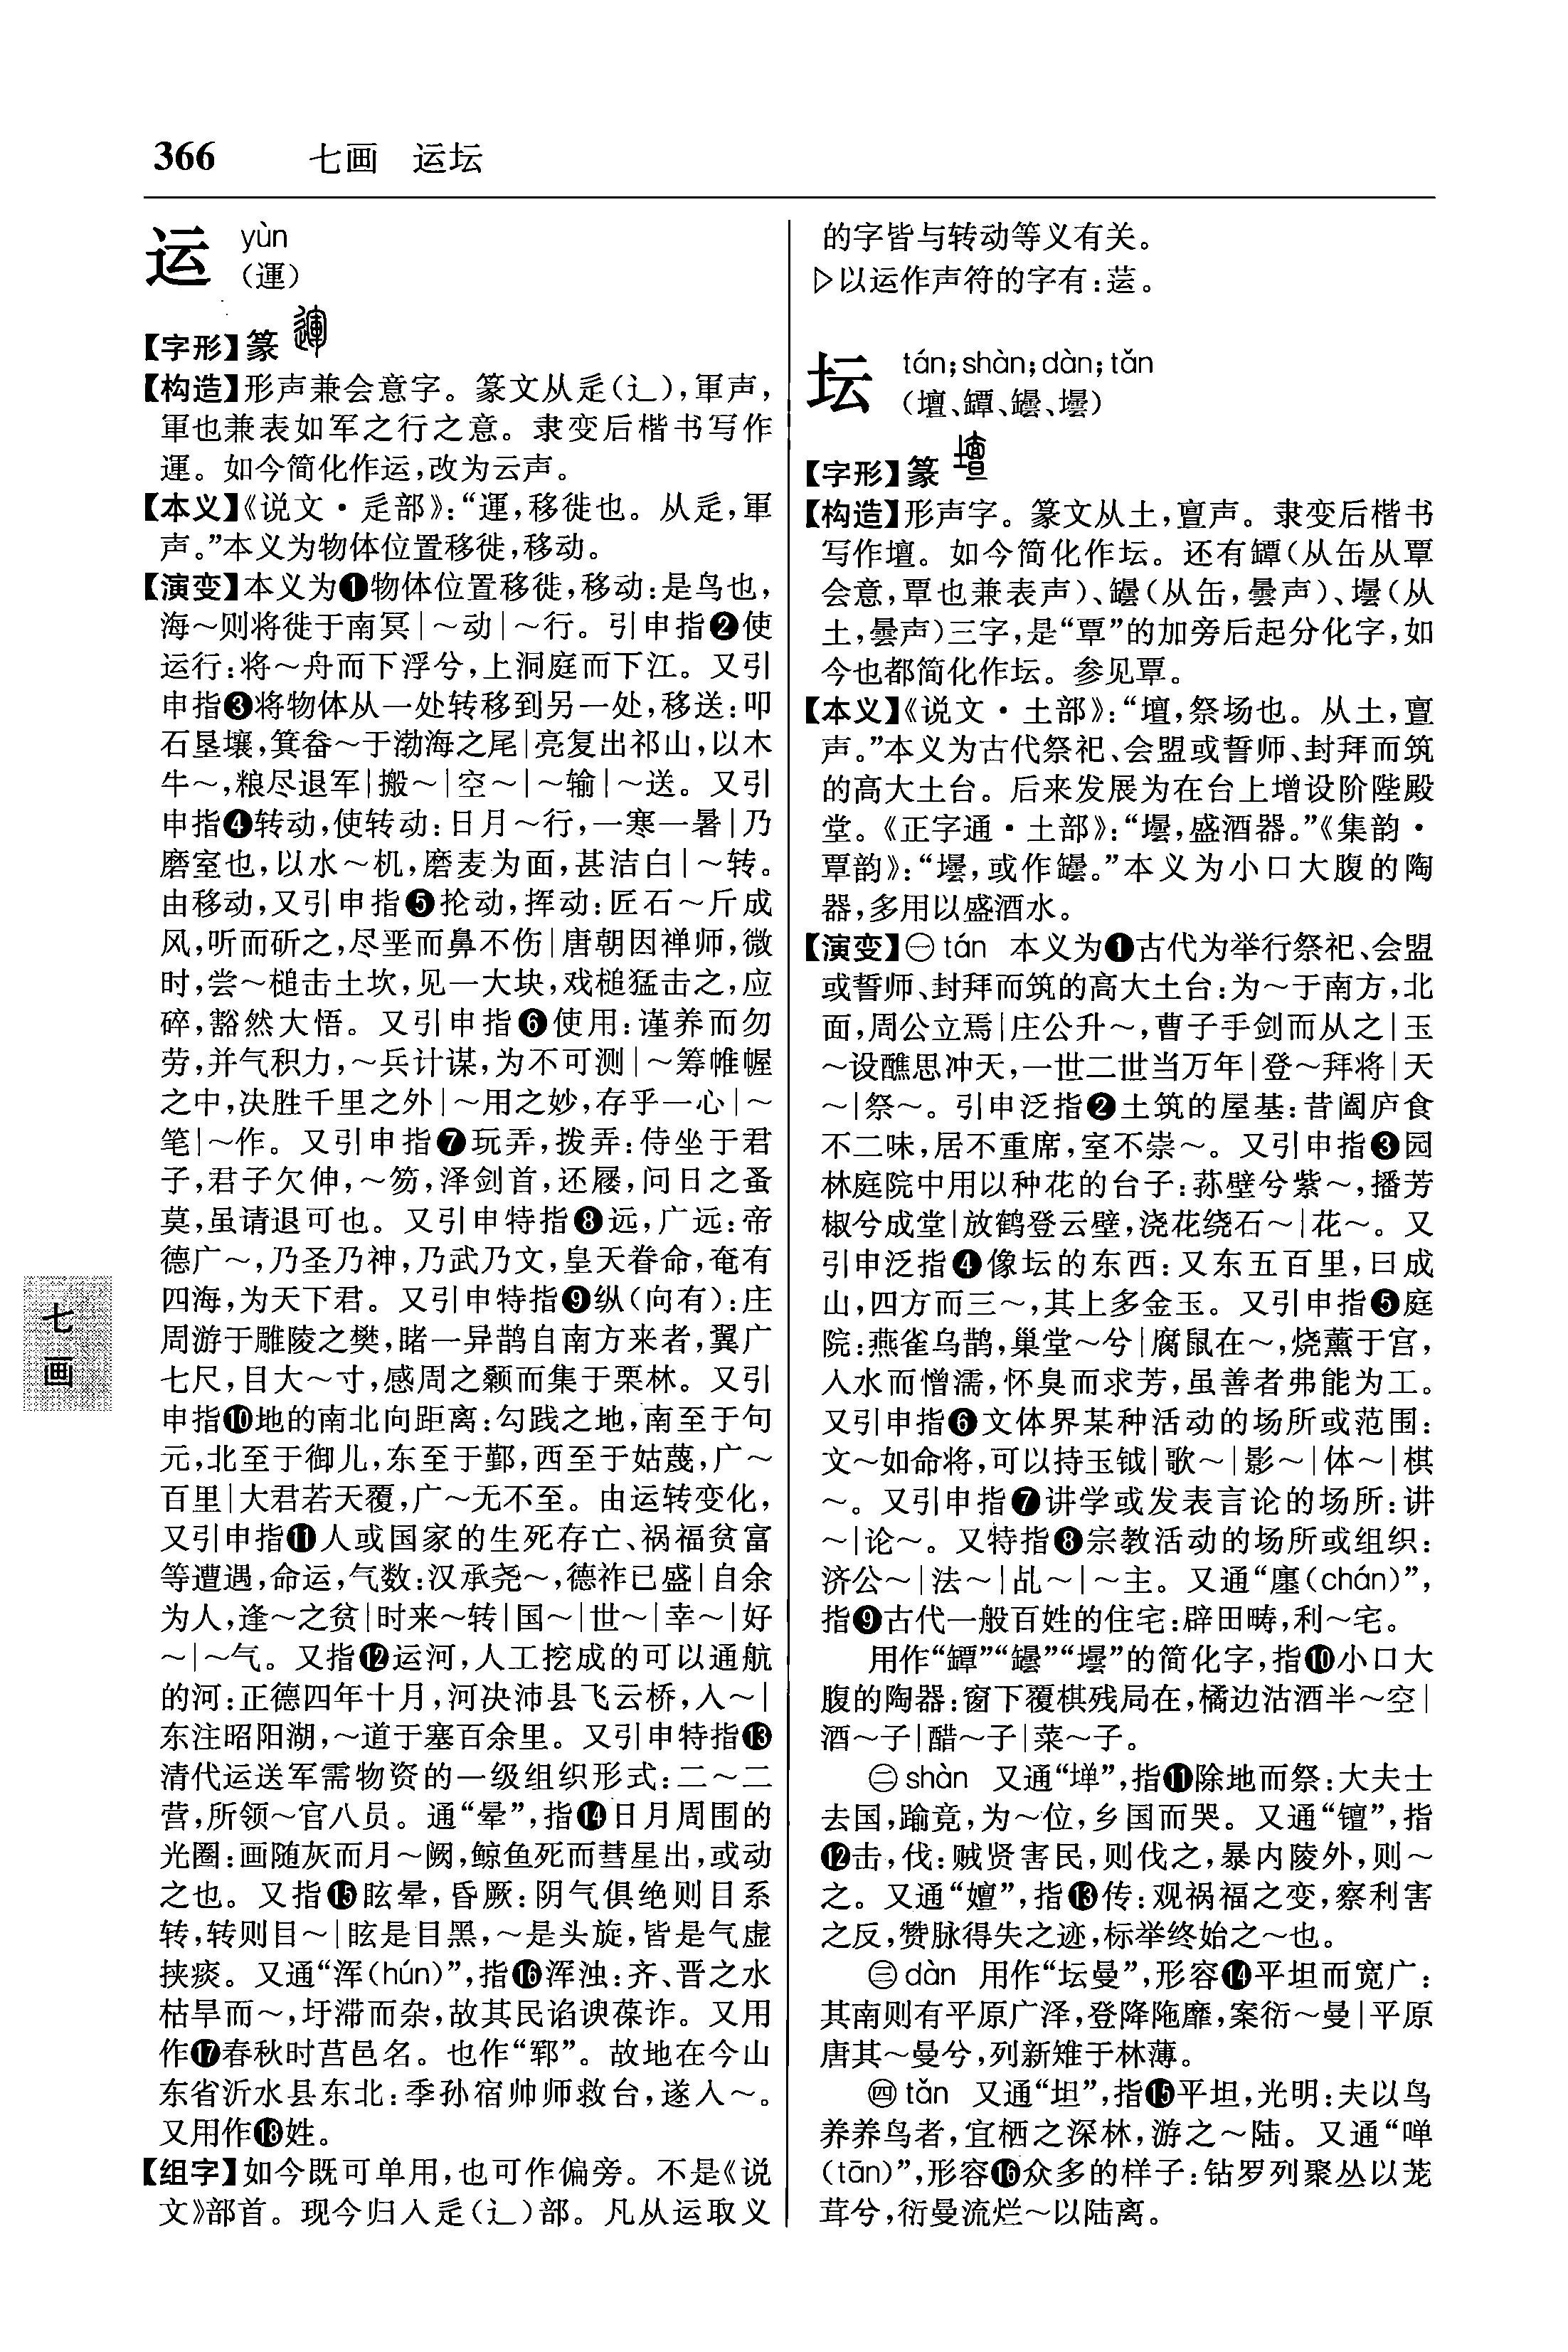 366 七画 运坛
运 yùn
(運)
【字形】篆
【构造】形声兼会意字。篆文从辵(辶),軍声,
軍也兼表如军之行之意。隶变后楷书写作
運。如今简化作运,改为云声。
【本义】《说文·辵部》:“運,移徙也。从辵,軍
声。”本义为物体位置移徙,移动。
【演变】本义为❶物体位置移徙,移动:是鸟也,
海～则将徙于南冥|～动|～行。引申指❷使
运行:将～舟而下浮兮,上洞庭而下江。又引
申指❸将物体从一处转移到另一处,移送:叩
石垦壤,箕畚～于渤海之尾|亮复出祁山,以木
牛～,粮尽退军|搬～|空～|～输|～送。又引
申指❹转动,使转动:日月～行,一寒一暑|乃
磨室也,以水～机,磨麦为面,甚洁白|～转。
由移动,又引申指❺抡动,挥动:匠石～斤成
风,听而斫之,尽垩而鼻不伤|唐朝因禅师,微
时,尝～槌击土坎,见一大块,戏槌猛击之,应
碎,豁然大悟。又引申指❻使用:谨养而勿
劳,并气积力,～兵计谋,为不可测|～筹帷幄
之中,决胜千里之外|～用之妙,存乎一心|～
笔|～作。又引申指❼玩弄,拨弄:侍坐于君
子,君子欠伸,～笏,泽剑首,还屦,问日之蚤
莫,虽请退可也。又引申特指❽远,广远:帝
德广～,乃圣乃神,乃武乃文,皇天眷命,奄有
四海,为天下君。又引申特指❾纵(向有):庄
周游于雕陵之樊,睹一异鹊自南方来者,翼广
七尺,目大～寸,感周之颡而集于栗林。又引
申指❿地的南北向距离:勾践之地,南至于句
元,北至于御儿,东至于鄞,西至于姑蔑,广～
百里|大君若天覆,广～无不至。由运转变化,
又引申指⓫人或国家的生死存亡、祸福贫富
等遭遇,命运,气数:汉承尧～,德祚已盛|自余
为人,逢～之贫|时来～转|国～|世～|幸～|好
～|～气。又指⓬运河,人工挖成的可以通航
的河:正德四年十月,河决沛县飞云桥,入～|
东注昭阳湖,～道于塞百余里。又引申特指⓭
清代运送军需物资的一级组织形式:二～二
营,所领～官八员。通“晕”,指⓮日月周围的
光圈:画随灰而月～阙,鲸鱼死而彗星出,或动
之也。又指⓯眩晕,昏厥:阴气俱绝则目系
转,转则目～|眩是目黑,～是头旋,皆是气虚
挟痰。又通“浑(hún)”,指⓰浑浊:齐、晋之水
枯旱而～,圩滞而杂,故其民谄谀葆诈。又用
作⓱春秋时莒邑名。也作“郓”。故地在今山
东省沂水县东北:季孙宿帅师救台,遂入～。
又用作⓲姓。
【组字】如今既可单用,也可作偏旁。不是《说
文》部首。现今归入辵(辶)部。凡从运取义
的字皆与转动等义有关。
▷以运作声符的字有:荩。
坛 tán;shàn;dàn;tǎn
(壇、罈、罎、壜)
【字形】篆
【构造】形声字。篆文从土,亶声。隶变后楷书
写作壇。如今简化作坛。还有罈(从缶从覃
会意,覃也兼表声)、罎(从缶,曇声)、壜(从
土,曇声)三字,是“覃”的加旁后起分化字,如
今也都简化作坛。参见覃。
【本义】《说文·土部》:“壇,祭场也。从土,亶
声。”本义为古代祭祀、会盟或誓师、封拜而筑
的高大土台。后来发展为在台上增设阶陛殿
堂。《正字通·土部》:“壜,盛酒器。”《集韵·
覃韵》:“壜,或作罎。”本义为小口大腹的陶
器,多用以盛酒水。
【演变】㊀tán 本义为❶古代为举行祭祀、会盟
或誓师、封拜而筑的高大土台:为～于南方,北
面,周公立焉|庄公升～,曹子手剑而从之|玉
～设醮思冲天,一世二世当万年|登～拜将|天
～|祭～。引申泛指❷土筑的屋基:昔阖庐食
不二味,居不重席,室不崇～。又引申指❸园
林庭院中用以种花的台子:荪壁兮紫～,播芳
椒兮成堂|放鹤登云壁,浇花绕石～|花～。又
引申泛指❹像坛的东西:又东五百里,曰成
山,四方而三～,其上多金玉。又引申指❺庭
院:燕雀乌鹊,巢堂～兮|腐鼠在～,烧薰于宫,
入水而憎濡,怀臭而求芳,虽善者弗能为工。
又引申指❻文体界某种活动的场所或范围:
文～如命将,可以持玉钺|歌～|影～|体～|棋
～。又引申指❼讲学或发表言论的场所:讲
～|论～。又特指❽宗教活动的场所或组织:
济公～|法～|乩～|～主。又通“廛(chán)”,
指❾古代一般百姓的住宅:辟田畴,利～宅。
用作“罈”“罎”“壜”的简化字,指❿小口大
腹的陶器:窗下覆棋残局在,橘边沽酒半～空|
酒～子|醋～子|菜～子。
㊁shàn 又通“墠”,指⓫除地而祭:大夫士
去国,踰竟,为～位,乡国而哭。又通“䡀”,指
⓬击,伐:贼贤害民,则伐之,暴内陵外,则～
之。又通“嬗”,指⓭传:观祸福之变,察利害
之反,赞脉得失之迹,标举终始之～也。
㊂dàn 用作“坛曼”,形容⓮平坦而宽广:
其南则有平原广泽,登降陁靡,案衍～曼|平原
唐其～曼兮,列新雉于林薄。
㊃tǎn 又通“坦”,指⓯平坦,光明:夫以鸟
养养鸟者,宜栖之深林,游之～陆。又通“啴
(tān)”,形容⓰众多的样子:钻罗列聚丛以茏
茸兮,衍曼流烂～以陆离。
七
画